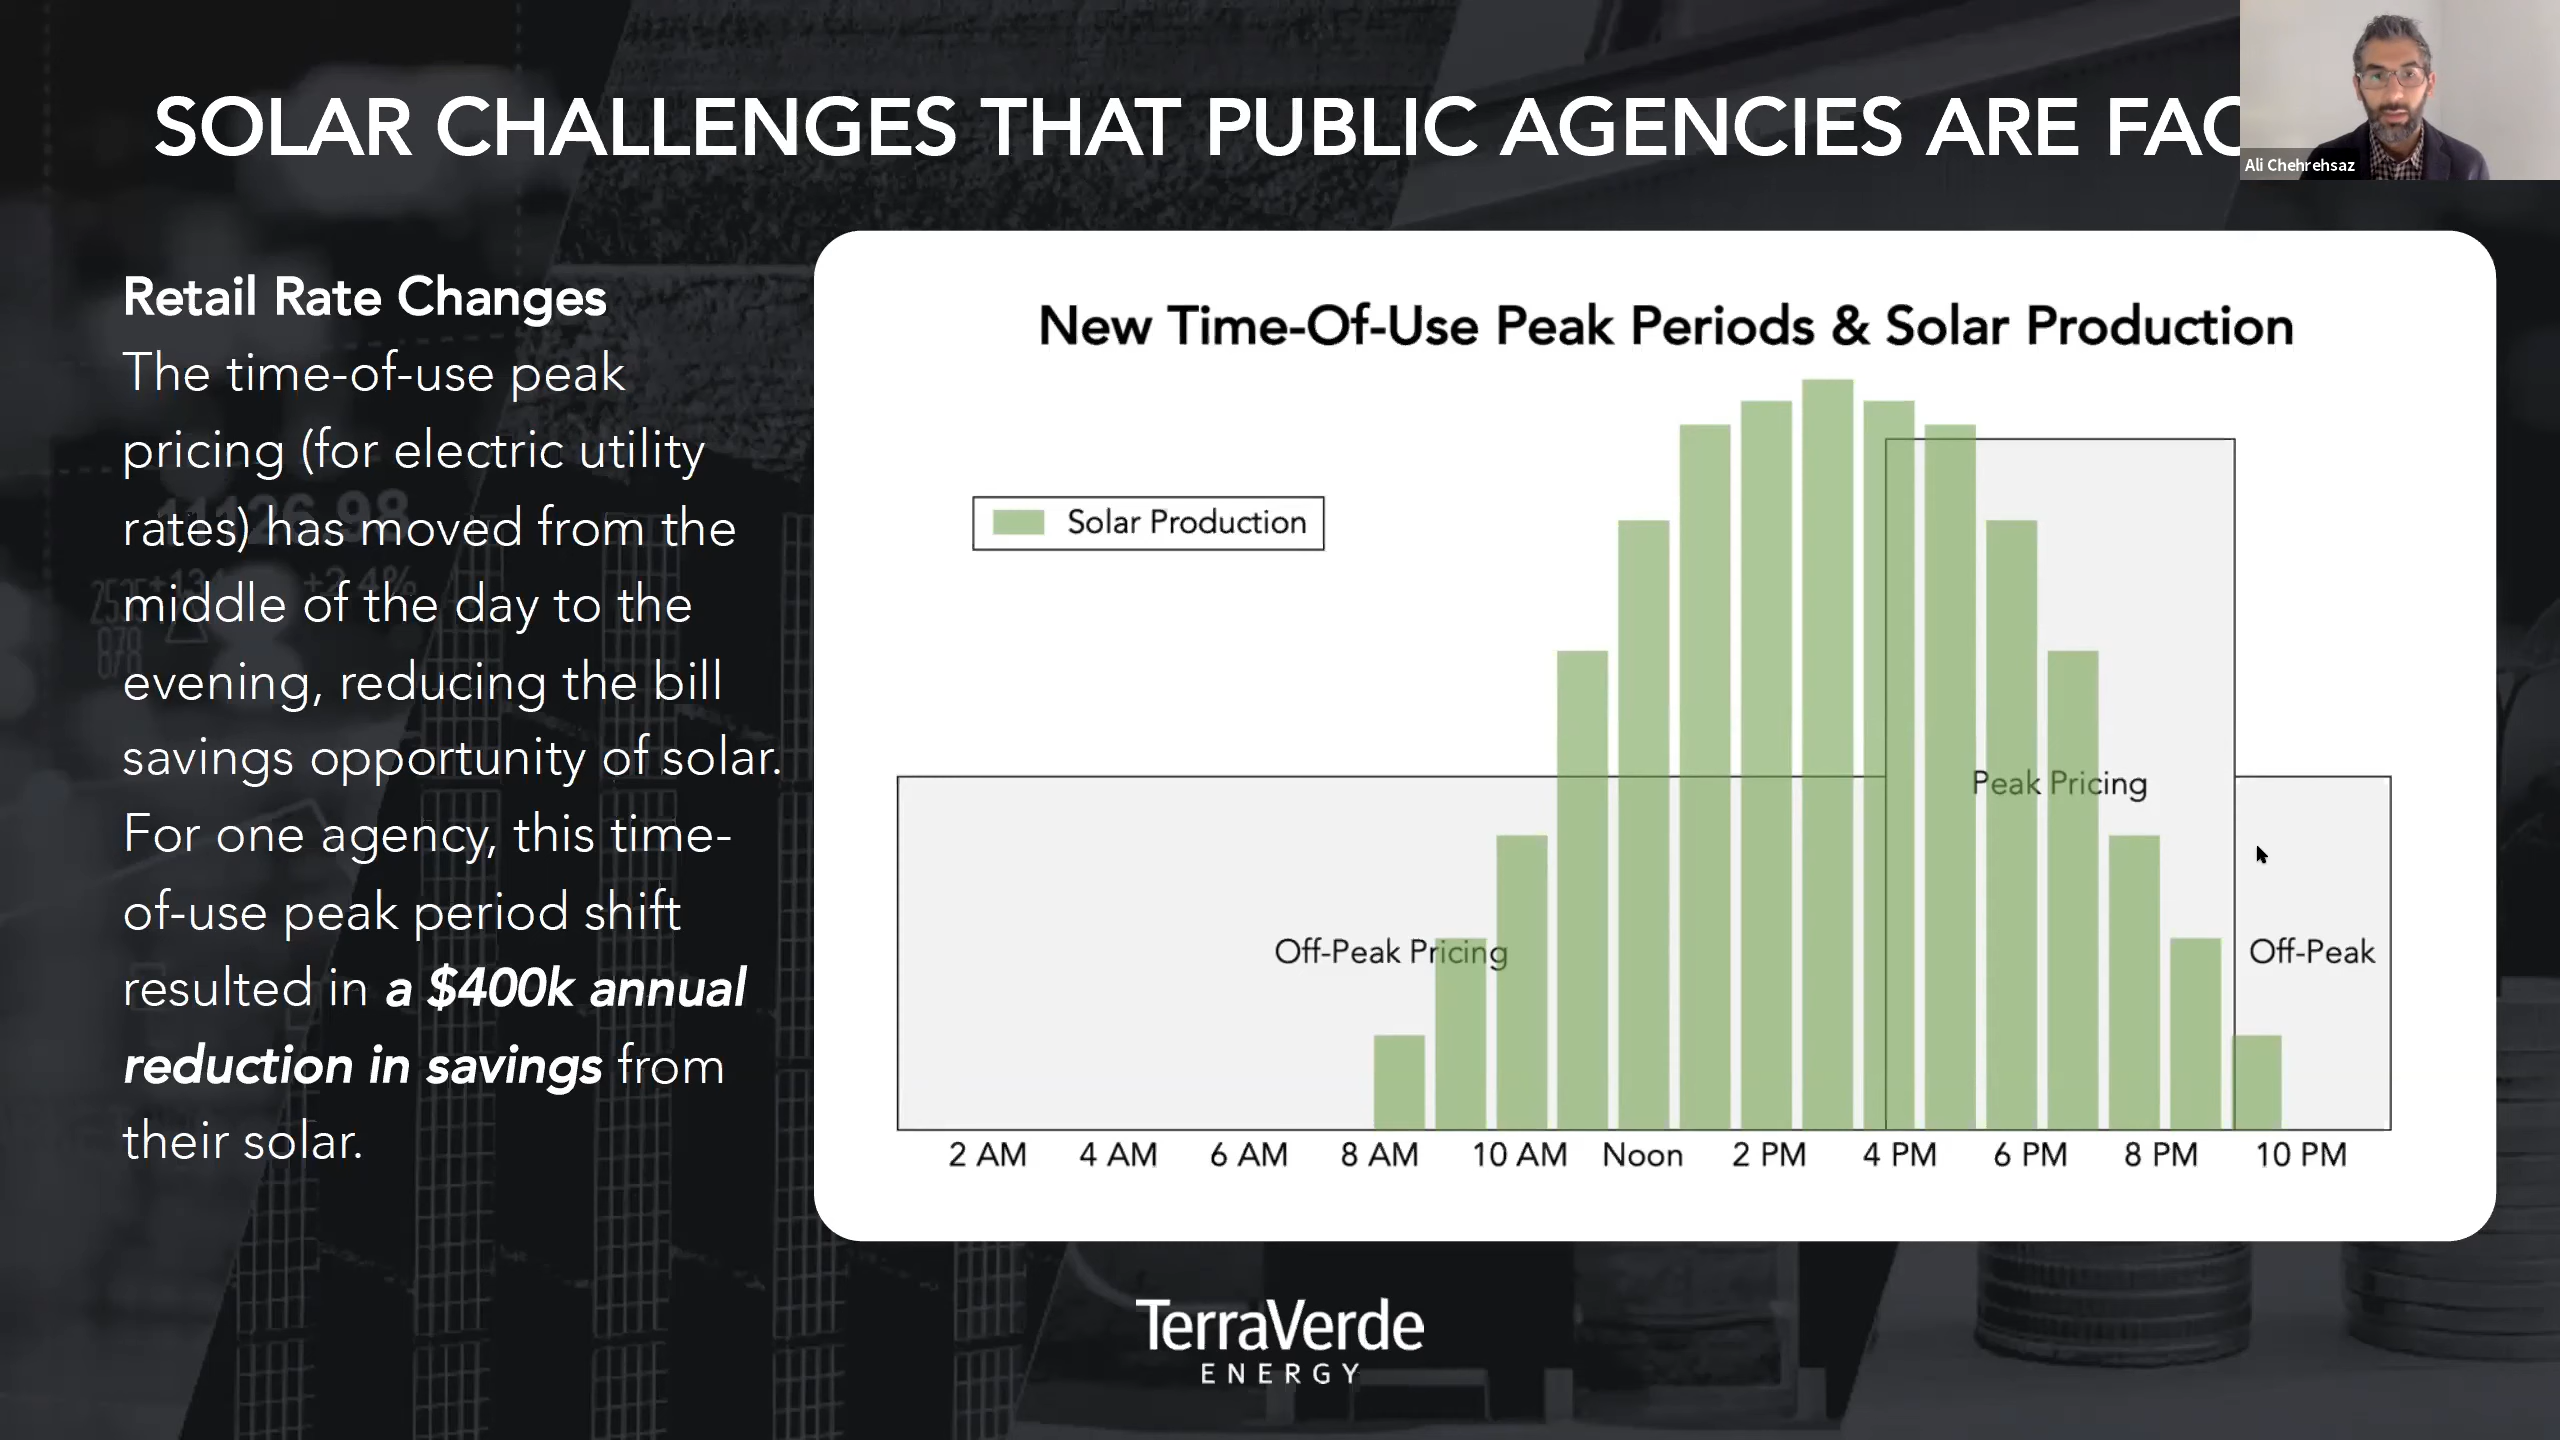 SOLAR CHALLENGES THAT PUBLIC AGENCIES ARE FAC
Ali Chehrehsaz
Retail Rate Changes
The time-of-use peak
pricing (for electric utility
rates) has moved from the
middle of the day to the
evening, reducing the bill
savings opportunity of solar.
For one agency, this time-
of-use peak period shift
resulted in a $400k annual
reduction in savings from
their solar.
New Time-Of-Use Peak Periods & Solar Production
Solar Production
Peak Pricing
Off-Peak Pricing
Off-Peak
2 AM 4 AM 6 AM 8 AM 10 AM Noon 2 PM 4 PM 6 PM 8 PM 10 PM
11126.98
+2.4%
TerraVerde
ENERGY